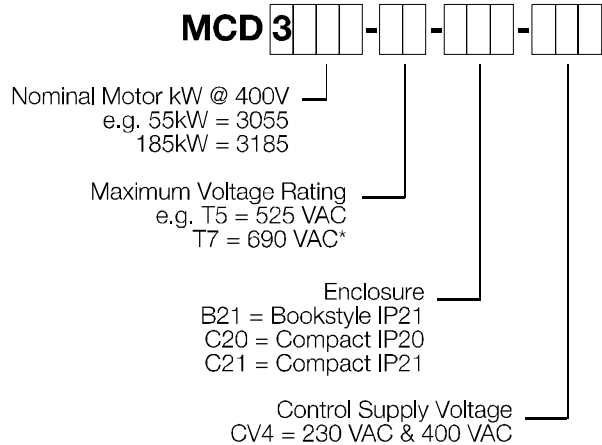 MCD 3 - - -
Nominal Motor kW @ 400V
e.g. 55kW = 3055
185kW = 3185
Maximum Voltage Rating
e.g. T5 = 525 VAC
T7 = 690 VAC*
Enclosure
B21 = Bookstyle IP21
C20 = Compact IP20
C21 = Compact IP21
Control Supply Voltage
CV4 = 230 VAC & 400 VAC